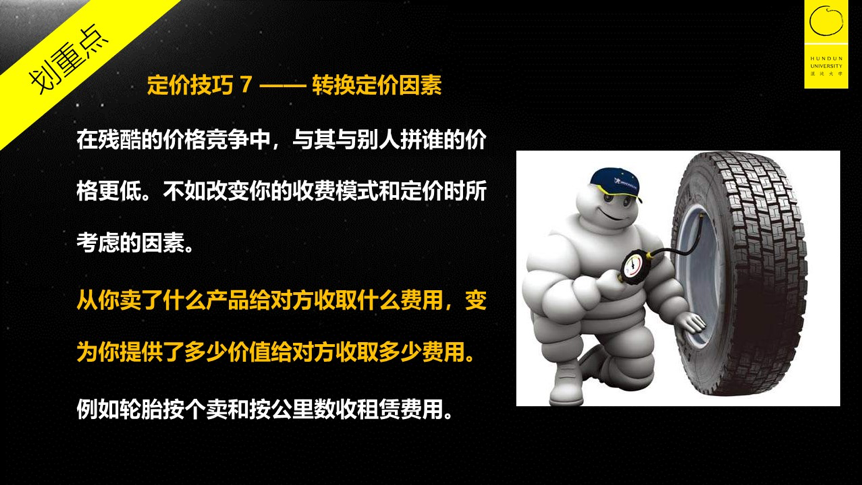 划重点
HUNDUN
UNIVERSITY
混沌大学
定价技巧 7 —— 转换定价因素
在残酷的价格竞争中，与其与别人拼谁的价
格更低。不如改变你的收费模式和定价时所
考虑的因素。
从你卖了什么产品给对方收取什么费用，变
为你提供了多少价值给对方收取多少费用。
例如轮胎按个卖和按公里数收租赁费用。